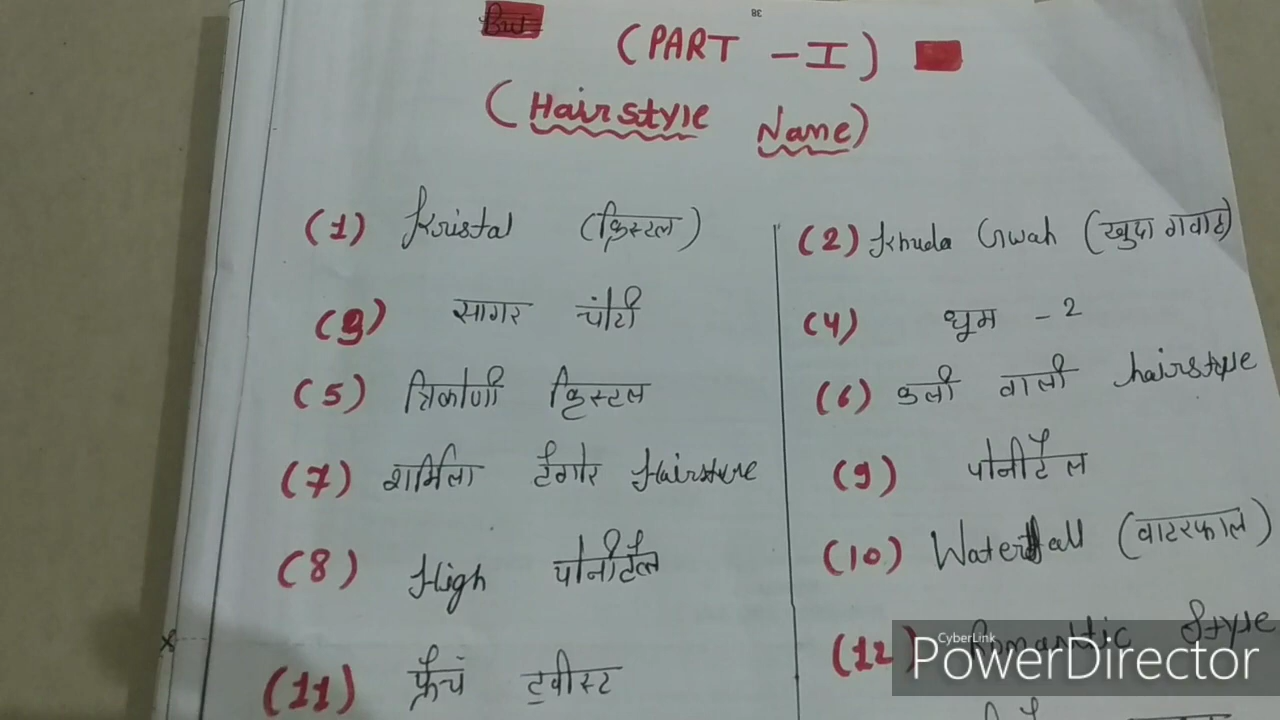 (PART - I)
(Hairstyle Name)
(1) Kristal (क्रिस्टल)
(2) Khuda Gwah (खुदा गवाह)
(3) सागर चोटी
(4) धूम - 2
(5) त्रिकोणी क्रिस्टल
(6) कली वाली hairstyle
(7) शर्मिला टैगोर Hairstyle
(9) पोनीटैल
(8) High पोनीटैल
(10) Waterfall (वाटरफाल)
(11) फ्रैंच ट्वीस्ट
(12) Romantic Style
CyberLink
PowerDirector